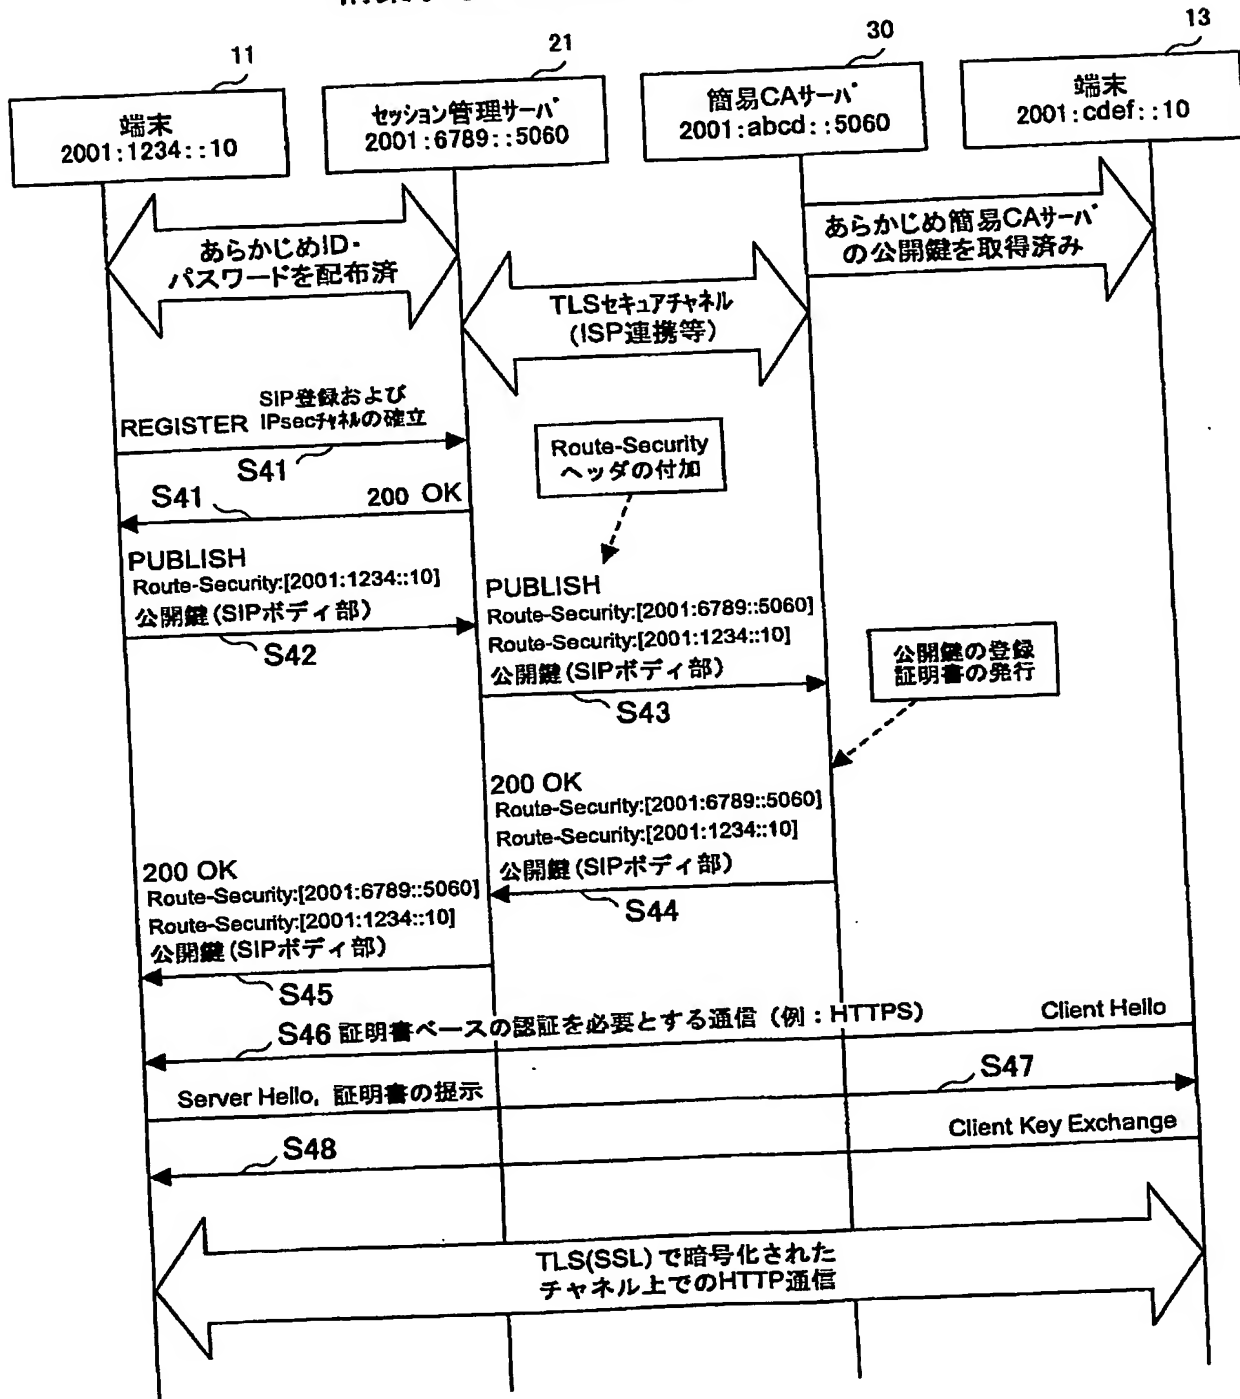 11
21
30
13
端末
2001:1234::10
セッション管理サーバ
2001:6789::5060
簡易CAサーバ
2001:abcd::5060
端末
2001:cdef::10
あらかじめID・
パスワードを配布済
TLSセキュアチャネル
(ISP連携等)
あらかじめ簡易CAサーバ
の公開鍵を取得済み
SIP登録および
REGISTER IPsecチャネルの確立
S41
Route-Security
ヘッダの付加
S41
200 OK
PUBLISH
Route-Security:[2001:1234::10]
公開鍵(SIPボディ部)
S42
PUBLISH
Route-Security:[2001:6789::5060]
Route-Security:[2001:1234::10]
公開鍵(SIPボディ部)
S43
公開鍵の登録
証明書の発行
200 OK
Route-Security:[2001:6789::5060]
Route-Security:[2001:1234::10]
公開鍵(SIPボディ部)
S44
200 OK
Route-Security:[2001:6789::5060]
Route-Security:[2001:1234::10]
公開鍵(SIPボディ部)
S45
S46 証明書ベースの認証を必要とする通信(例:HTTPS)
Client Hello
Server Hello, 証明書の提示
S47
Client Key Exchange
S48
TLS(SSL)で暗号化された
チャネル上でのHTTP通信